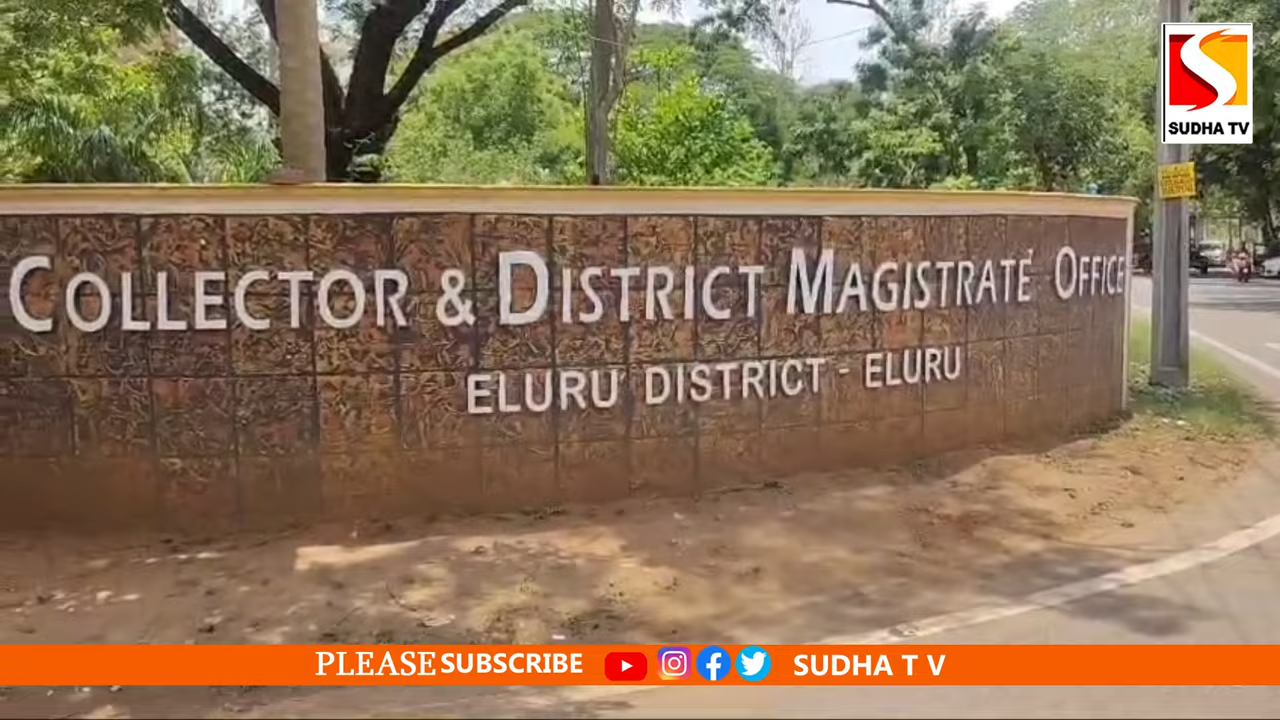 SUDHA TV
COLLECTOR & DISTRICT MAGISTRATE OFFICE
ELURU DISTRICT - ELURU
PLEASE SUBSCRIBE SUDHA T V